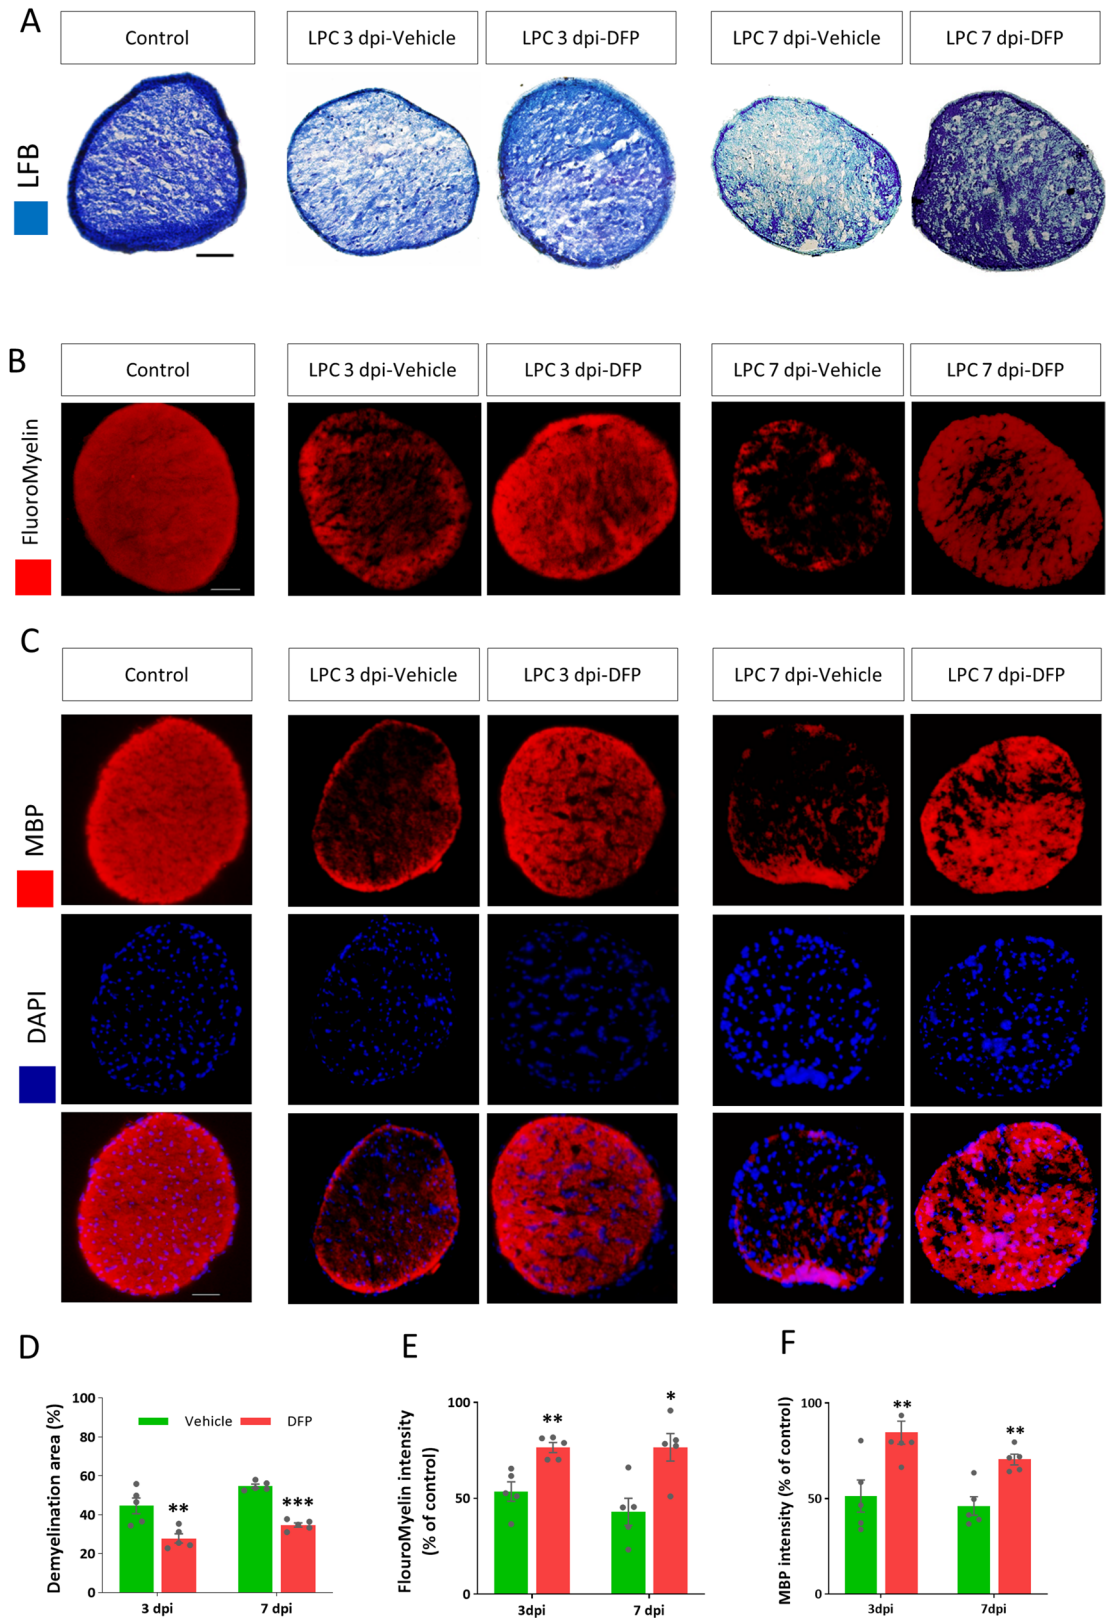 A
Control
LPC 3 dpi-Vehicle
LPC 3 dpi-DFP
LPC 7 dpi-Vehicle
LPC 7 dpi-DFP
LFB
B
Control
LPC 3 dpi-Vehicle
LPC 3 dpi-DFP
LPC 7 dpi-Vehicle
LPC 7 dpi-DFP
FluoroMyelin
C
Control
LPC 3 dpi-Vehicle
LPC 3 dpi-DFP
LPC 7 dpi-Vehicle
LPC 7 dpi-DFP
MBP
DAPI
D
Demyelination area (%)
100
80
60
40
20
0
Vehicle
DFP
**
***
3 dpi
7 dpi
E
FlouroMyelin intensity
(% of control)
100
50
0
**
*
3dpi
7 dpi
F
MBP intensity (% of control)
100
50
0
**
**
3dpi
7dpi